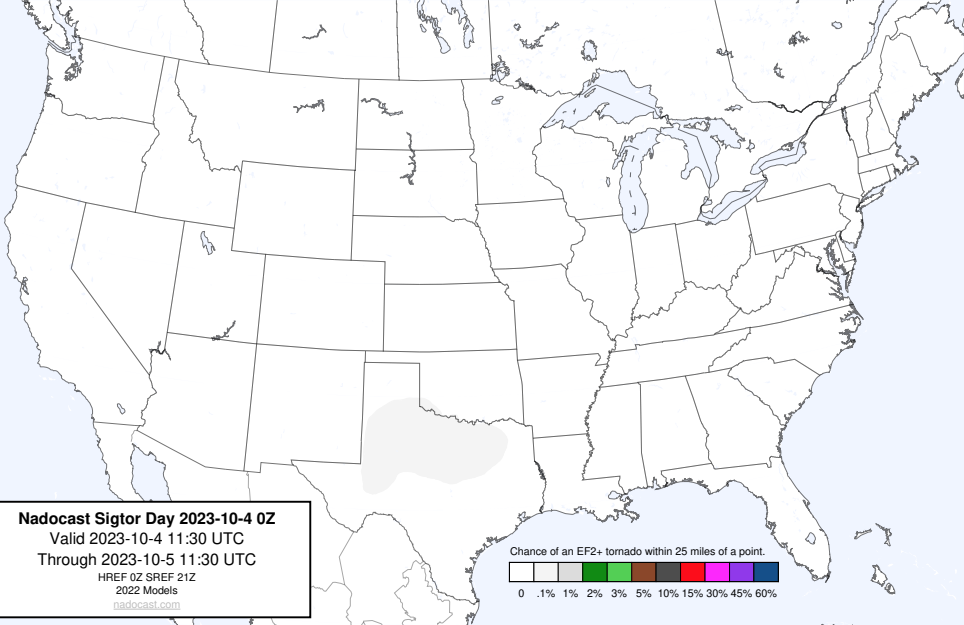 Nadocast Sigtor Day 2023-10-4 0Z
Valid 2023-10-4 11:30 UTC
Through 2023-10-5 11:30 UTC
HREF 0Z SREF 21Z
2022 Models
nadocast.com
Chance of an EF2+ tornado within 25 miles of a point.
0 .1% 1% 2% 3% 5% 10% 15% 30% 45% 60%